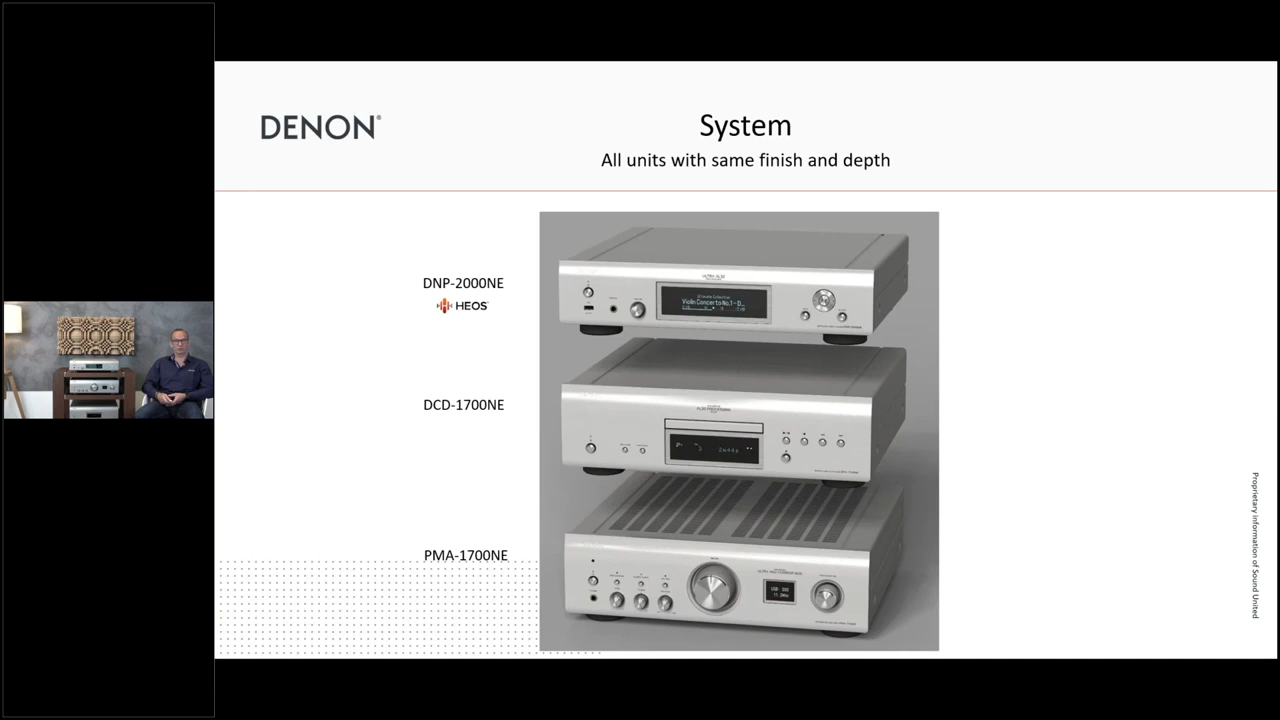 DENON®
System
All units with same finish and depth
DNP-2000NE
HEOS
Violin Concerto No.1 - D...
DCD-1700NE
PMA-1700NE
Proprietary information of Sound United